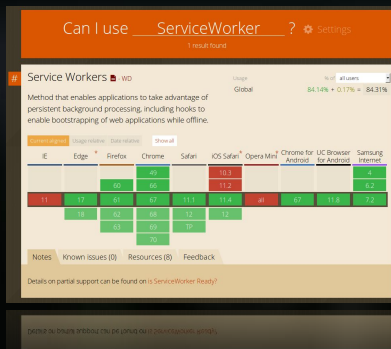 Can I use ServiceWorker ? Settings
1 result found
# Service Workers - WD
Usage % of all users
Global 84.14% + 0.17% = 84.31%
Method that enables applications to take advantage of
persistent background processing, including hooks to
enable bootstrapping of web applications while offline.
Current aligned Usage relative Date relative Show all
IE Edge * Firefox Chrome Safari iOS Safari * Opera Mini * Chrome for Android UC Browser for Android Samsung Internet
49 10.3 4
60 66 11.2 6.2
11 17 61 67 11.1 11.4 all 67 11.8 7.2
18 62 68 12 12
63 69 TP
70
Notes Known issues (0) Resources (8) Feedback
Details on partial support can be found on is ServiceWorker Ready?